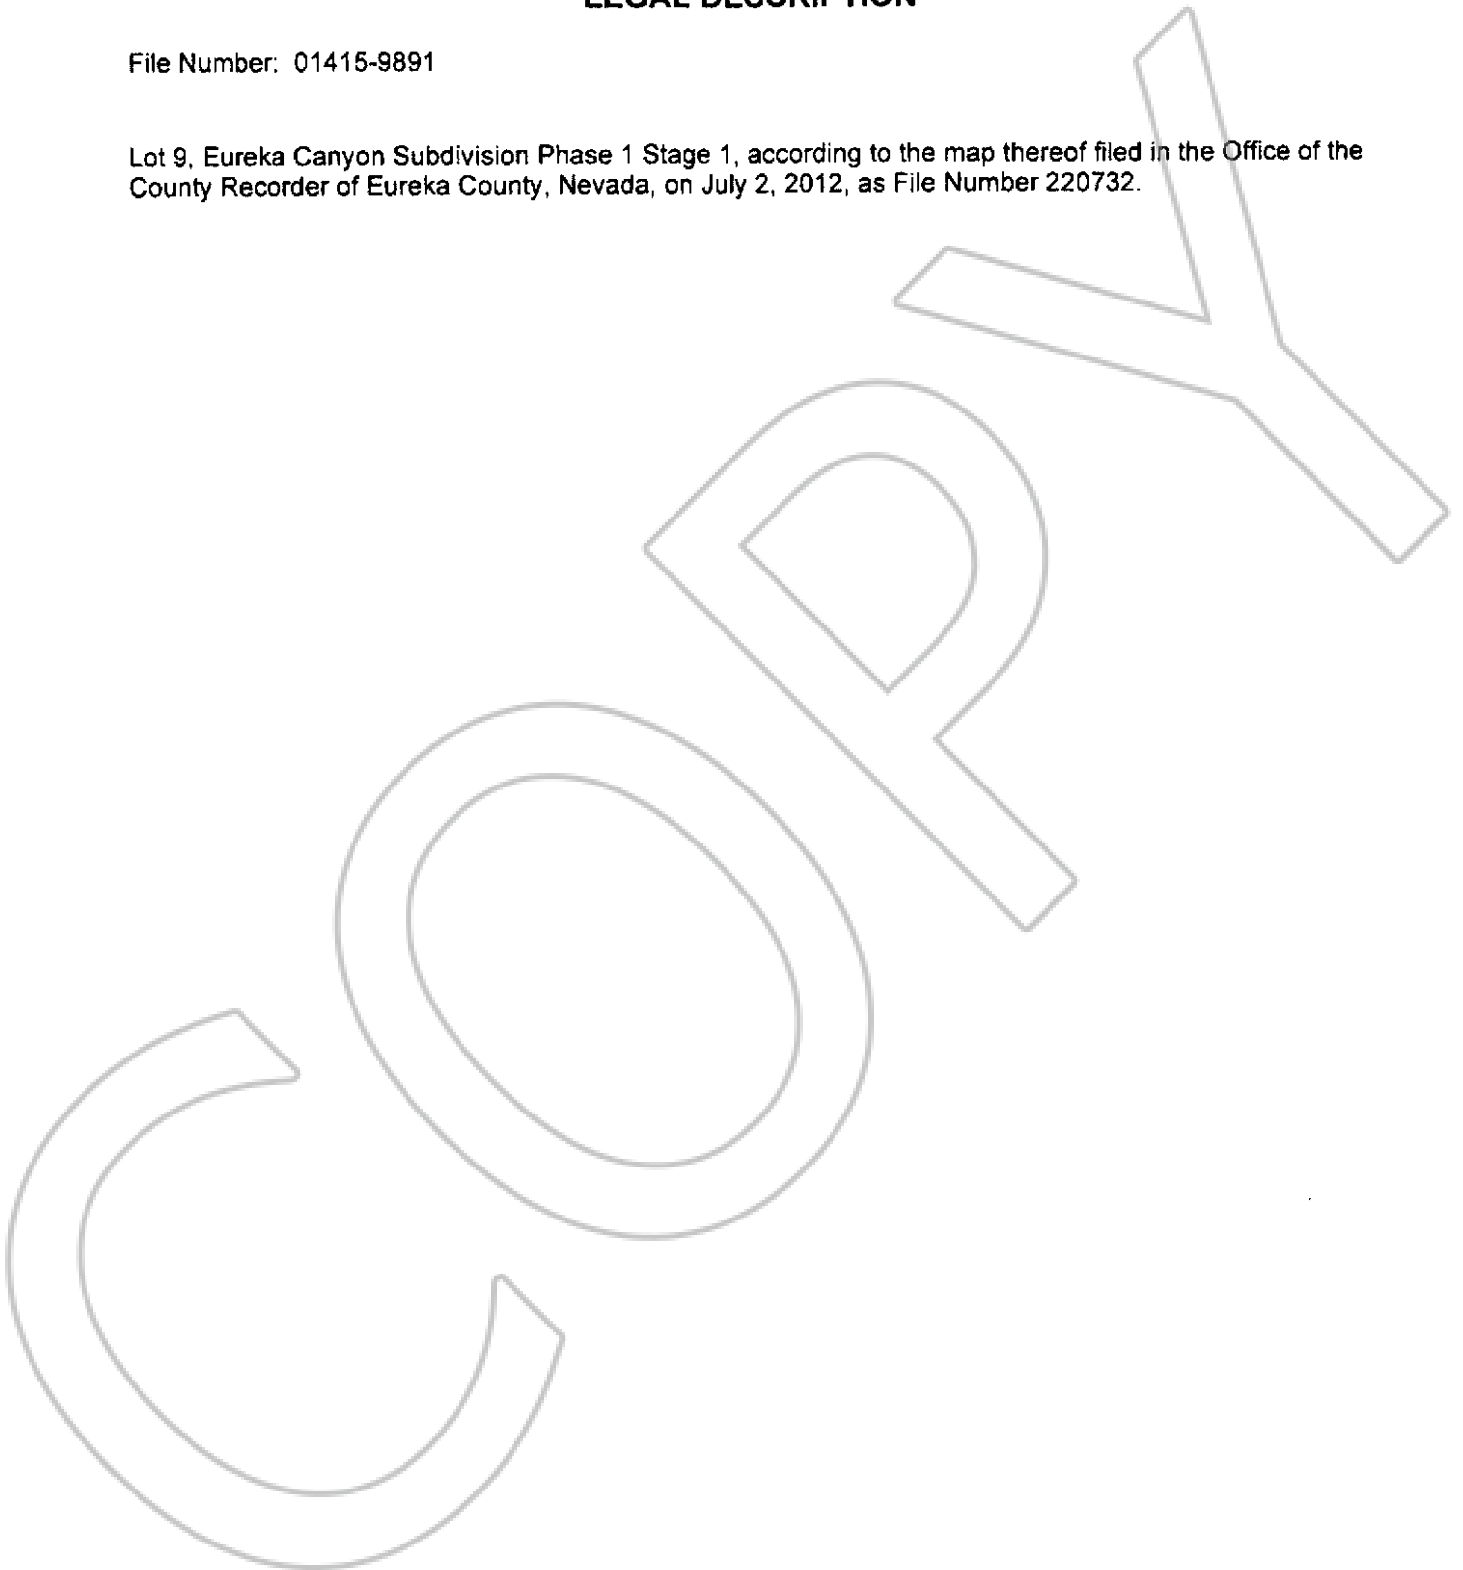 LEGAL DESCRIPTION
File Number: 01415-9891
Lot 9, Eureka Canyon Subdivision Phase 1 Stage 1, according to the map thereof filed in the Office of the
County Recorder of Eureka County, Nevada, on July 2, 2012, as File Number 220732.
COPY